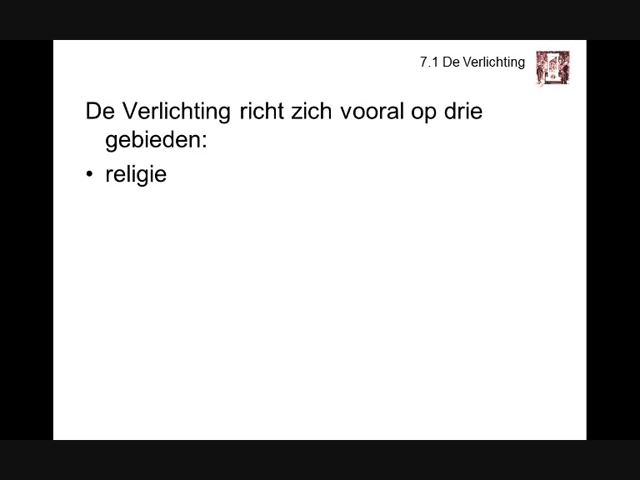 7.1 De Verlichting
De Verlichting richt zich vooral op drie
gebieden:
• religie